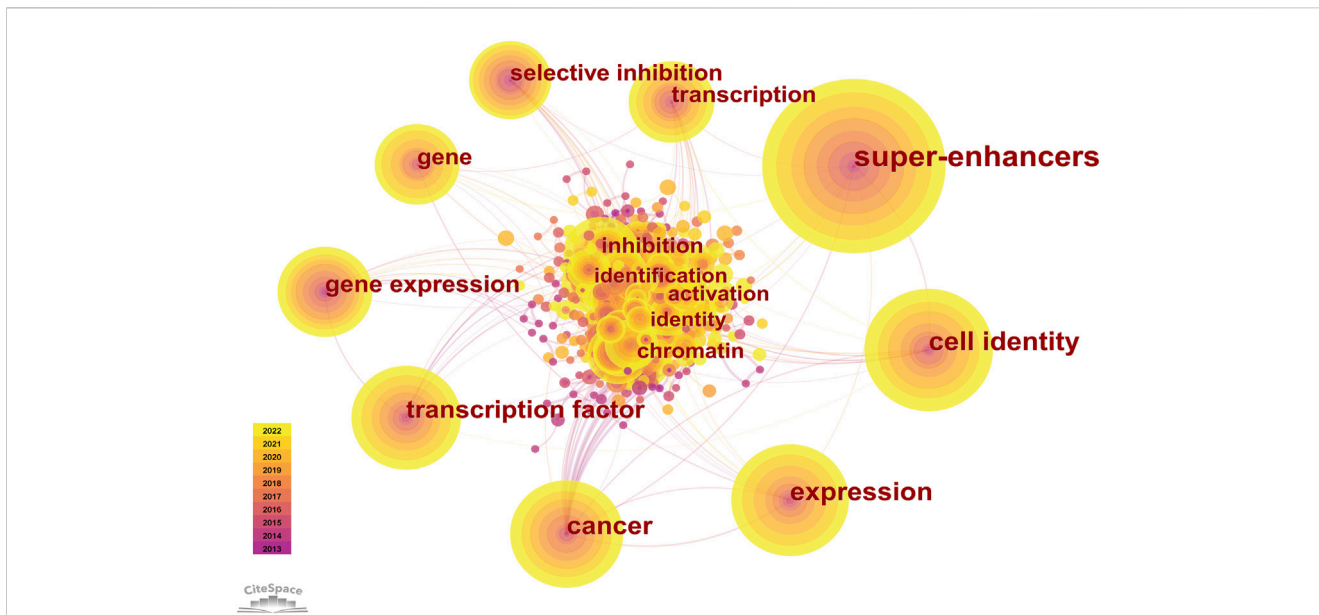 selective inhibition
transcription
super-enhancers
gene
inhibition
identification
gene expression
activation
identity
cell identity
chromatin
transcription factor
expression
cancer
2022
2021
2020
2019
2018
2017
2016
2015
2014
2013
CiteSpace